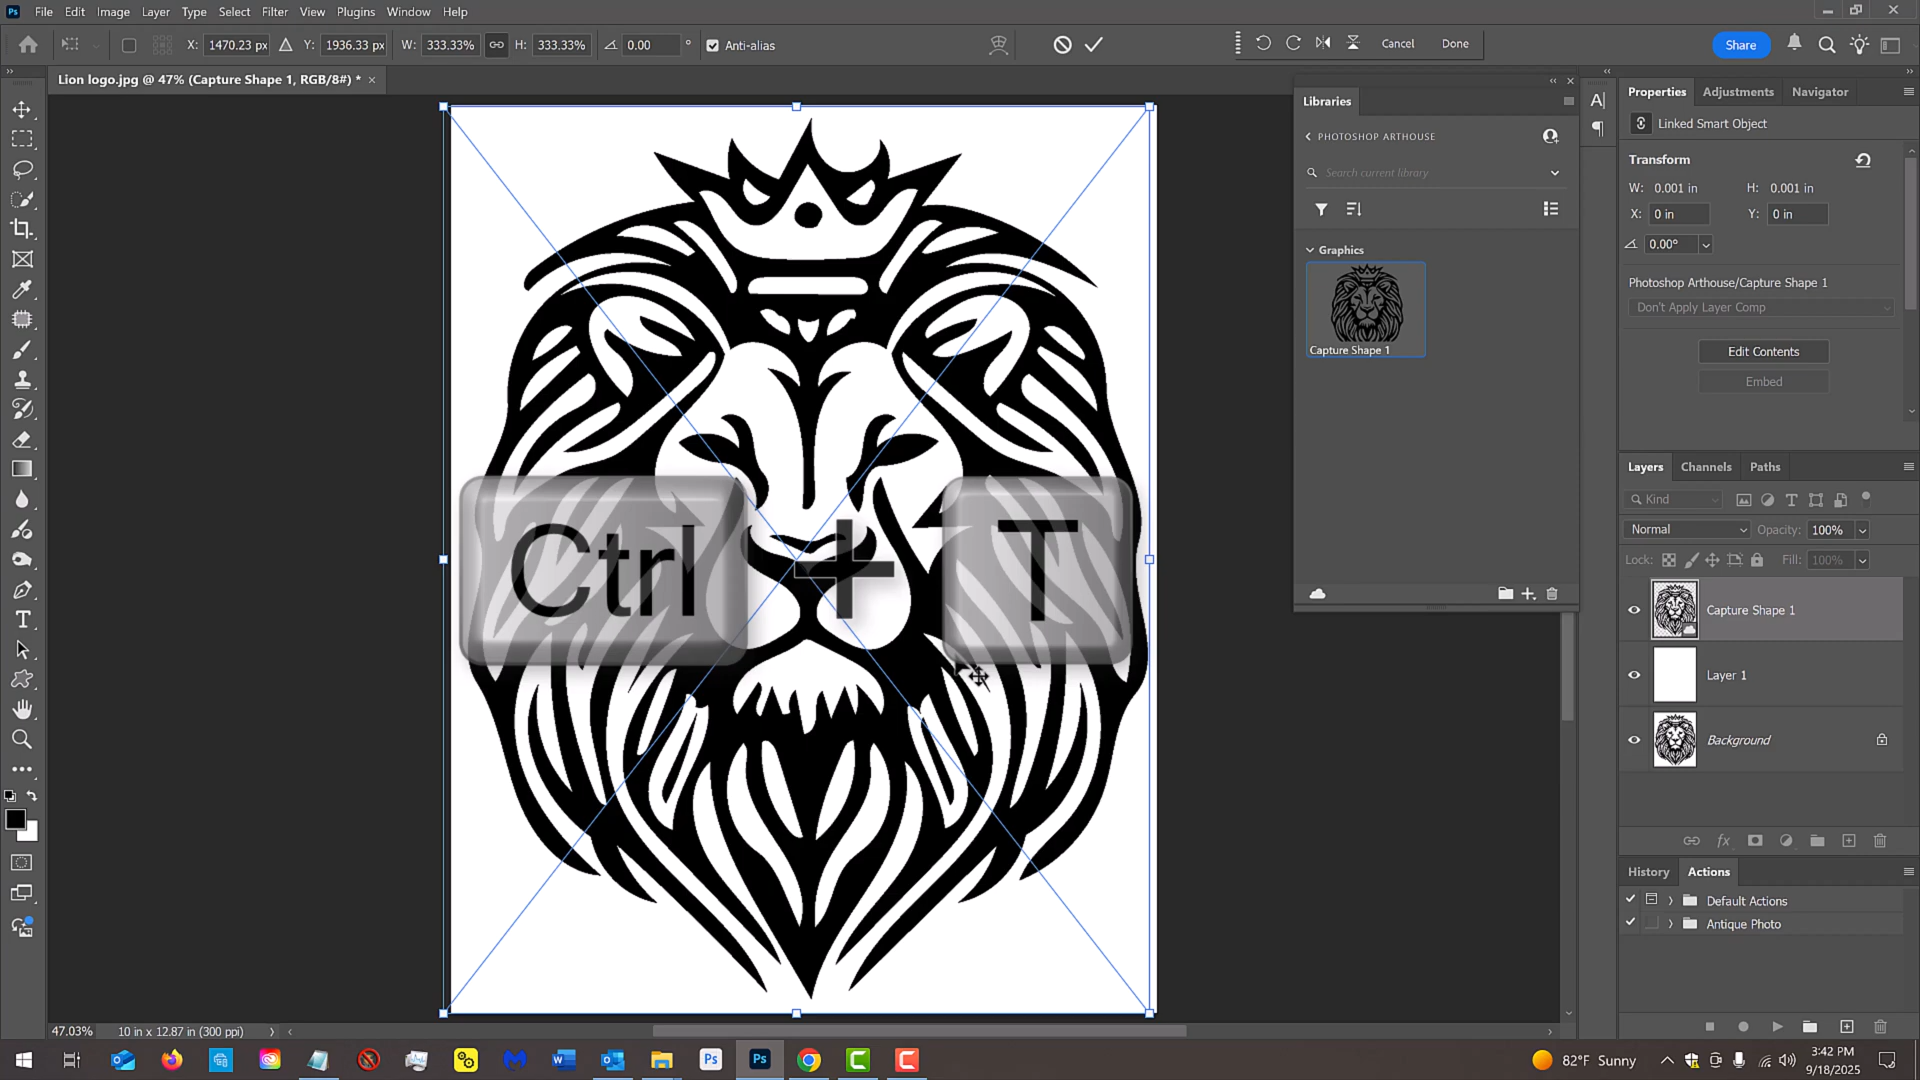 Ps File Edit Image Layer Type Select Filter View Plugins Window Help
X: 1470.23 px Y: 1936.33 px W: 333.33% H: 333.33% 0.00 ° Anti-alias Cancel Done Share
Lion logo.jpg @ 47% (Capture Shape 1, RGB/8#) * ×
Libraries
PHOTOSHOP ARTHOUSE
Search current library
Graphics
Capture Shape 1
Properties Adjustments Navigator
Linked Smart Object
Transform
W: 0.001 in H: 0.001 in
X: 0 in Y: 0 in
0.00°
Photoshop Arthouse/Capture Shape 1
Don't Apply Layer Comp
Edit Contents
Embed
Layers Channels Paths
Kind
Normal Opacity: 100%
Lock: Fill: 100%
Capture Shape 1
Layer 1
Background
History Actions
Default Actions
Antique Photo
Ctrl + T
47.03% 10 in x 12.87 in (300 ppi)
82°F Sunny
3:42 PM
9/18/2025